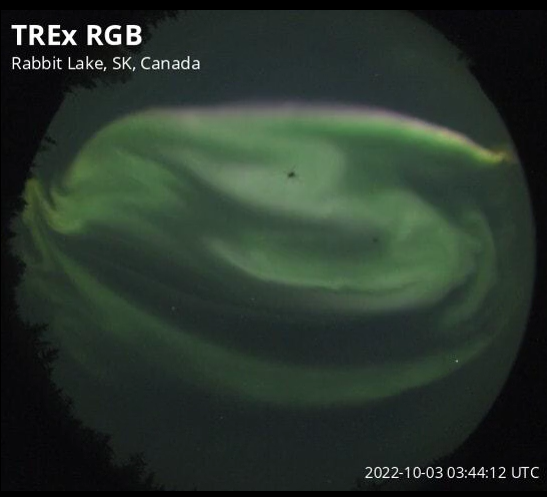 TREx RGB
Rabbit Lake, SK, Canada
2022-10-03 03:44:12 UTC